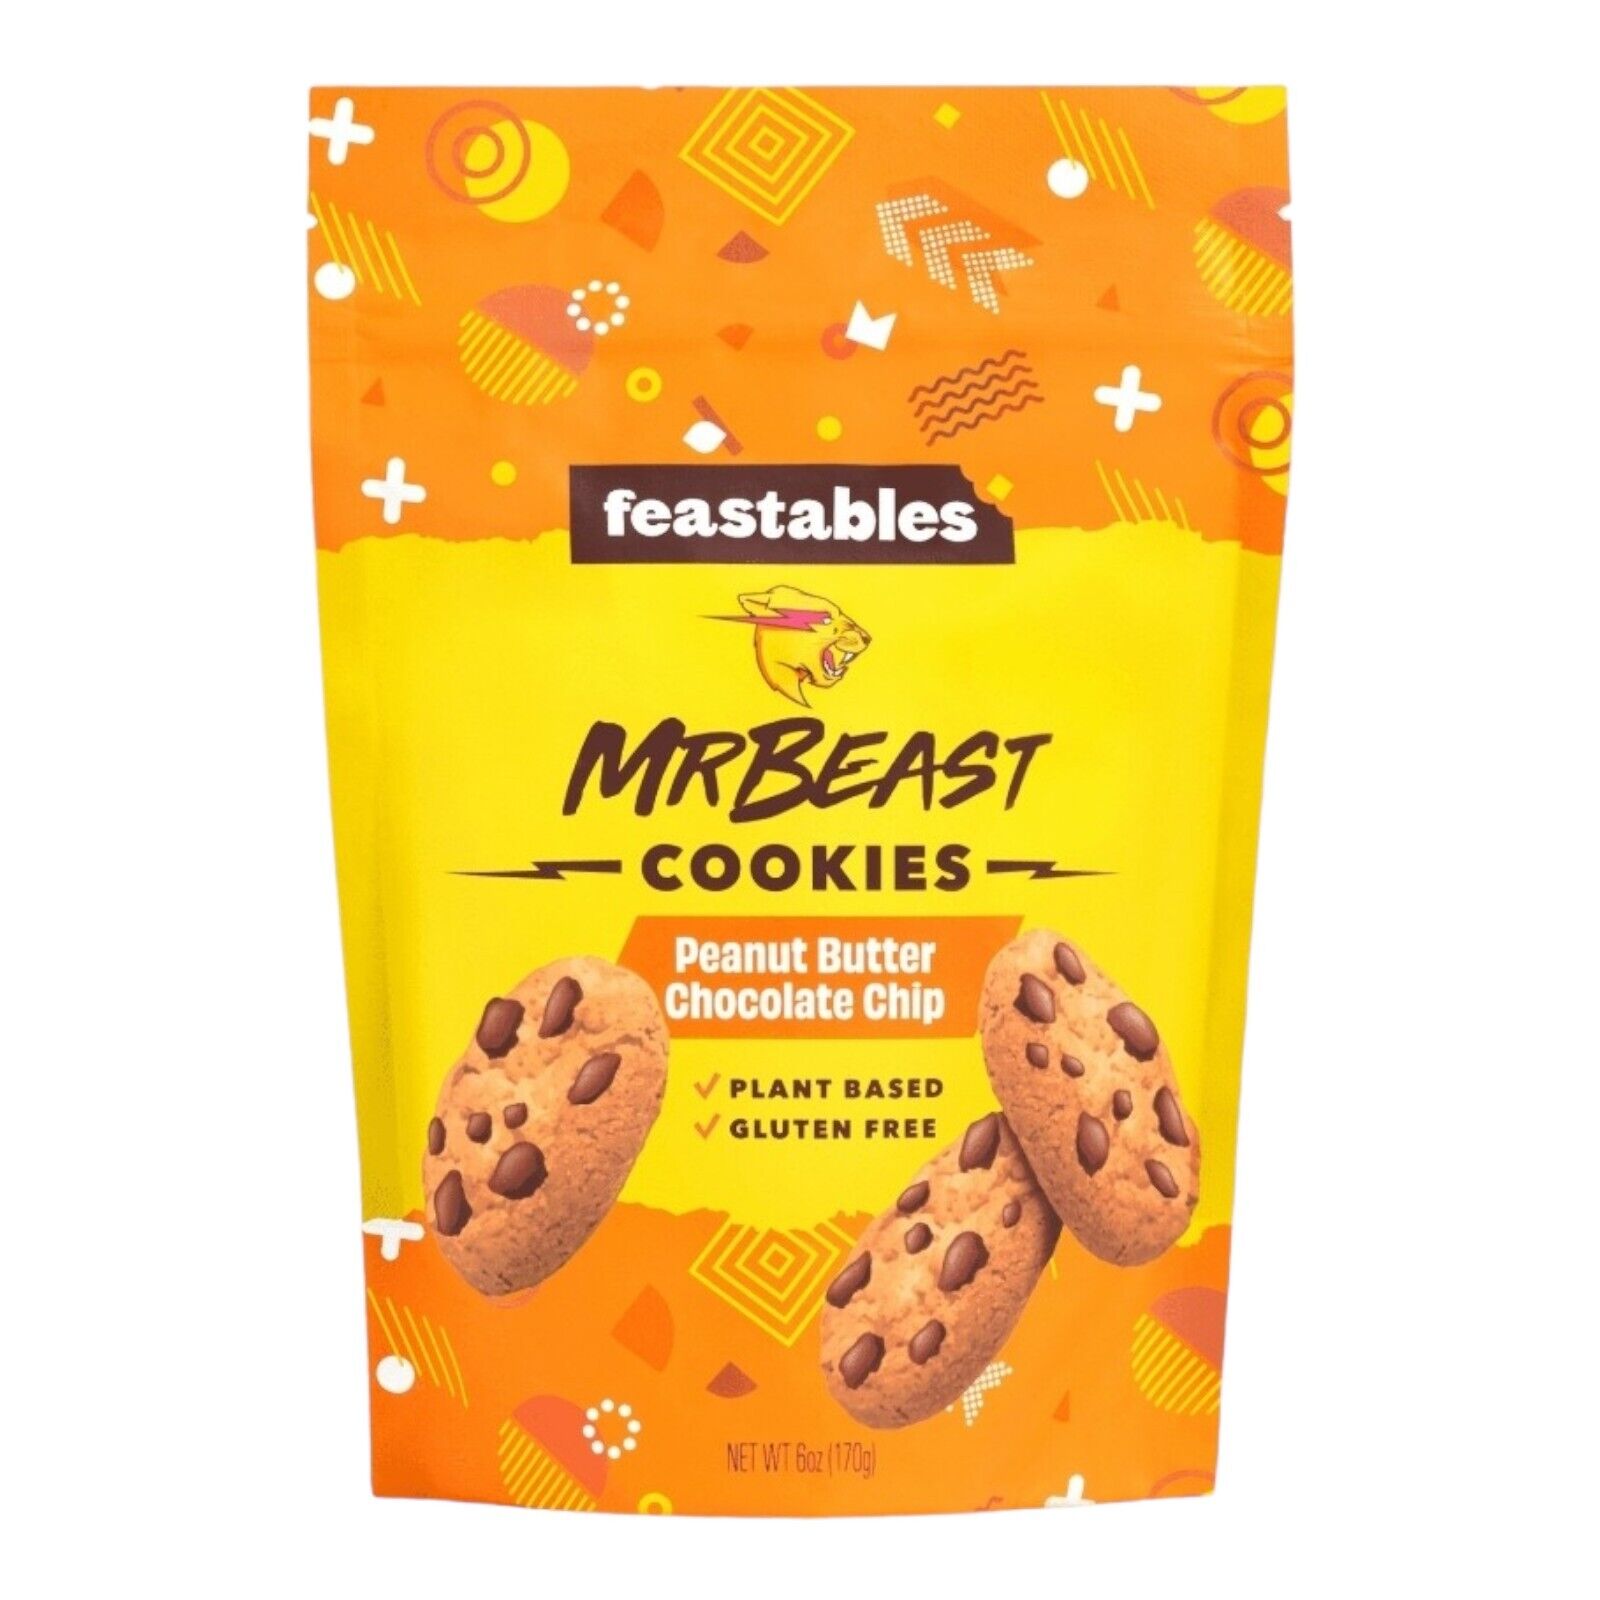 feastables
MRBEAST
COOKIES
Peanut Butter
Chocolate Chip
PLANT BASED
GLUTEN FREE
NET WT 6oz (170g)